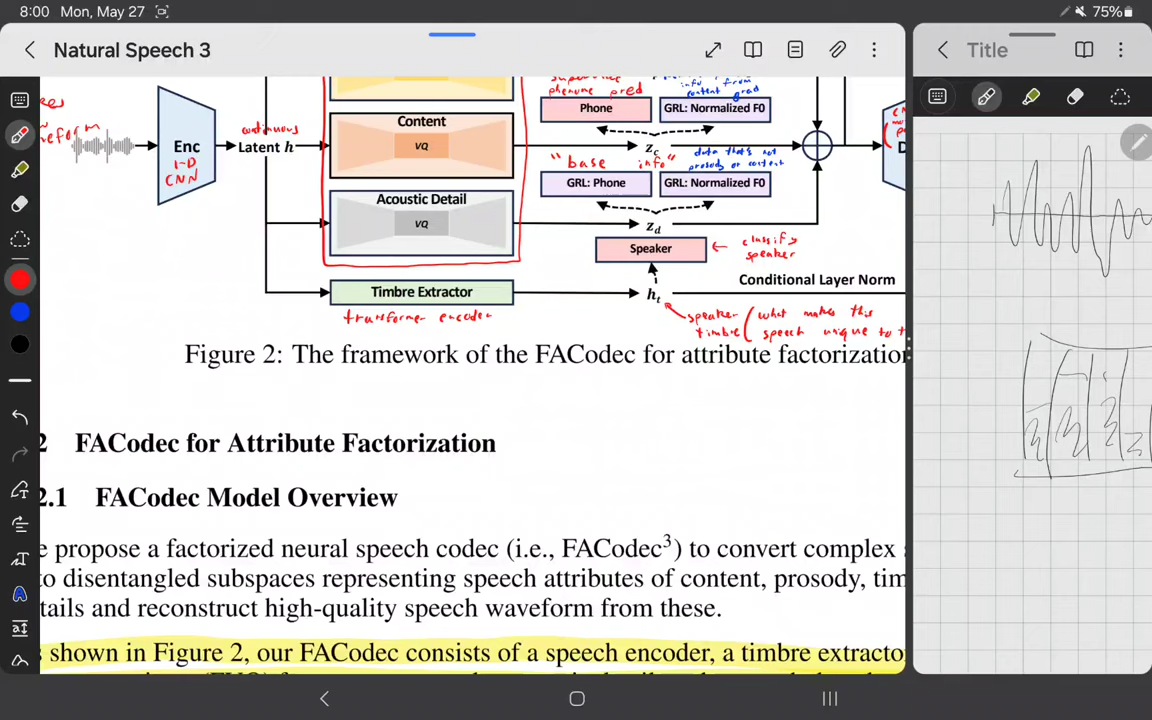 8:00 Mon, May 27
75%
Natural Speech 3
Title
phoneme pred
info from
content grad
Phone
GRL: Normalized F0
Content
VQ
continuous
Latent h
Enc
1-D
CNN
z_c
"base info"
data that's not
prosody or content
GRL: Phone
GRL: Normalized F0
Acoustic Detail
VQ
z_d
Speaker
classify
speaker
Conditional Layer Norm
Timbre Extractor
h_t
transformer encoder
speaker (what makes this
timbre speech unique to
Figure 2: The framework of the FACodec for attribute factorization
2 FACodec for Attribute Factorization
2.1 FACodec Model Overview
e propose a factorized neural speech codec (i.e., FACodec³) to convert complex
to disentangled subspaces representing speech attributes of content, prosody, tim
tails and reconstruct high-quality speech waveform from these.
shown in Figure 2, our FACodec consists of a speech encoder, a timbre extractor